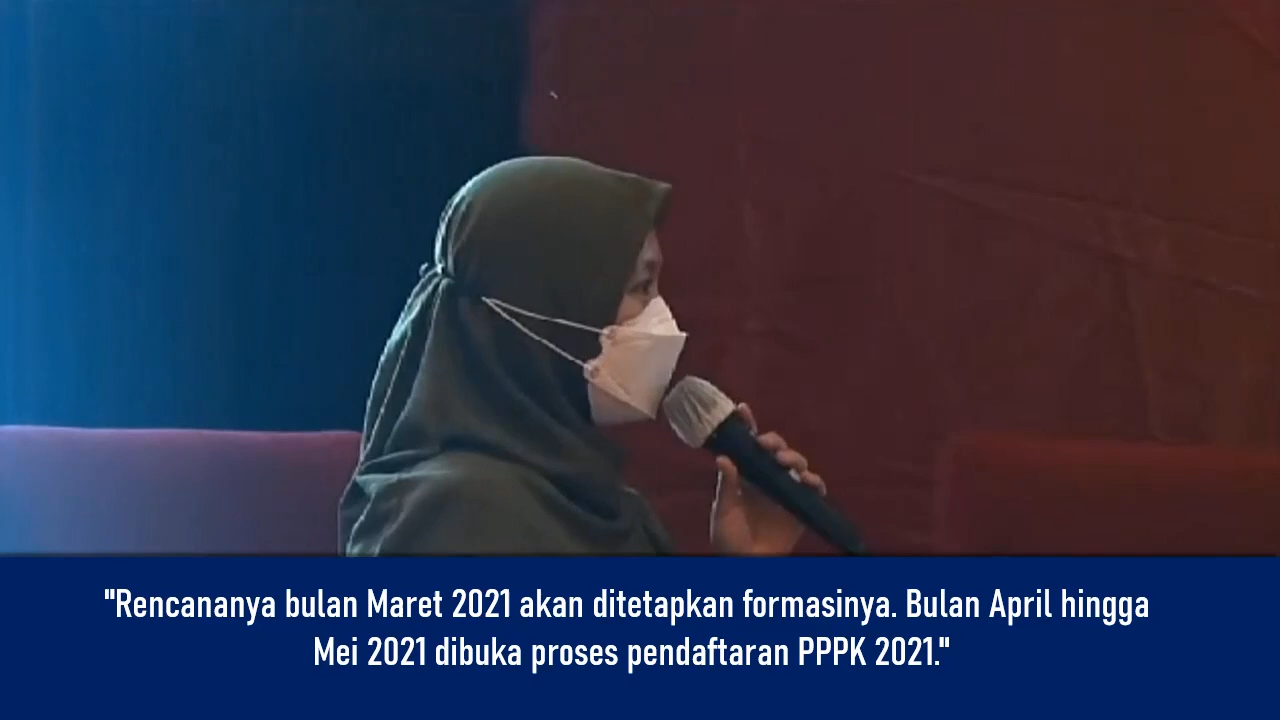 "Rencananya bulan Maret 2021 akan ditetapkan formasinya. Bulan April hingga
Mei 2021 dibuka proses pendaftaran PPPK 2021."